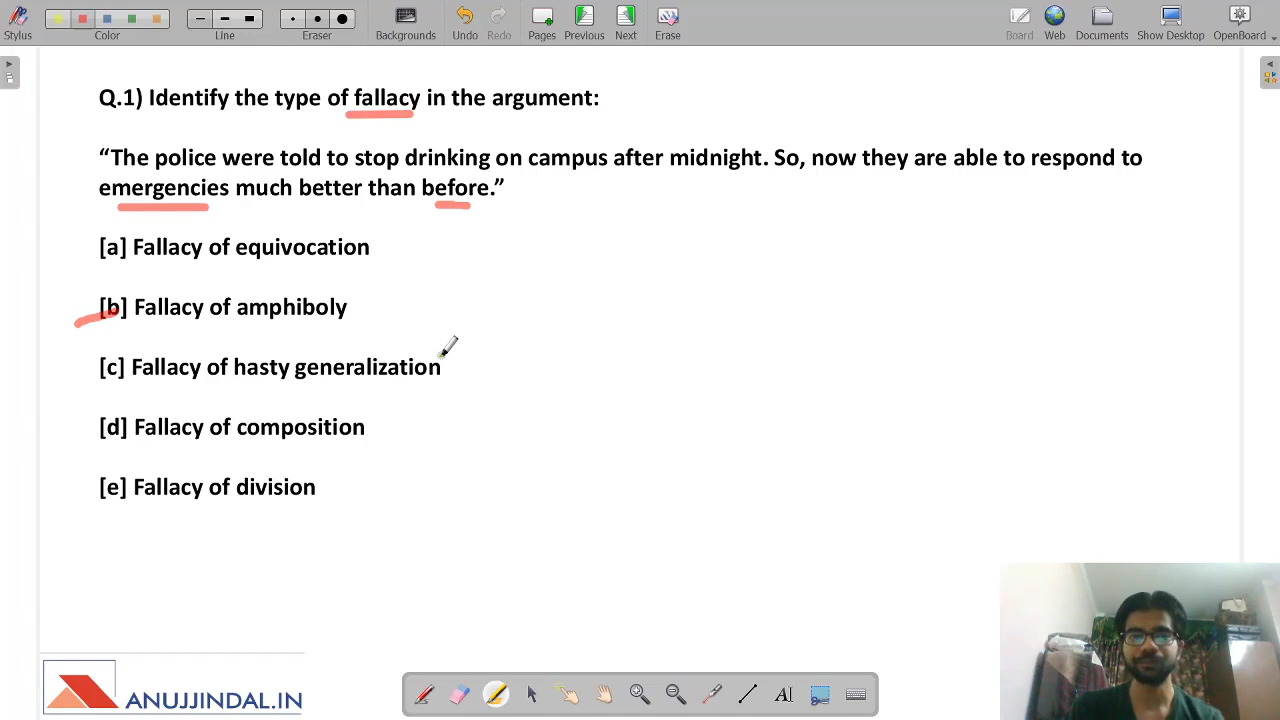 Stylus
Color
Line
Eraser
Backgrounds
Undo
Redo
Pages
Previous
Next
Erase
Board
Web
Documents
Show Desktop
OpenBoard
Q.1) Identify the type of fallacy in the argument:
“The police were told to stop drinking on campus after midnight. So, now they are able to respond to
emergencies much better than before.”
[a] Fallacy of equivocation
[b] Fallacy of amphiboly
[c] Fallacy of hasty generalization
[d] Fallacy of composition
[e] Fallacy of division
ANUJJINDAL.IN
AI